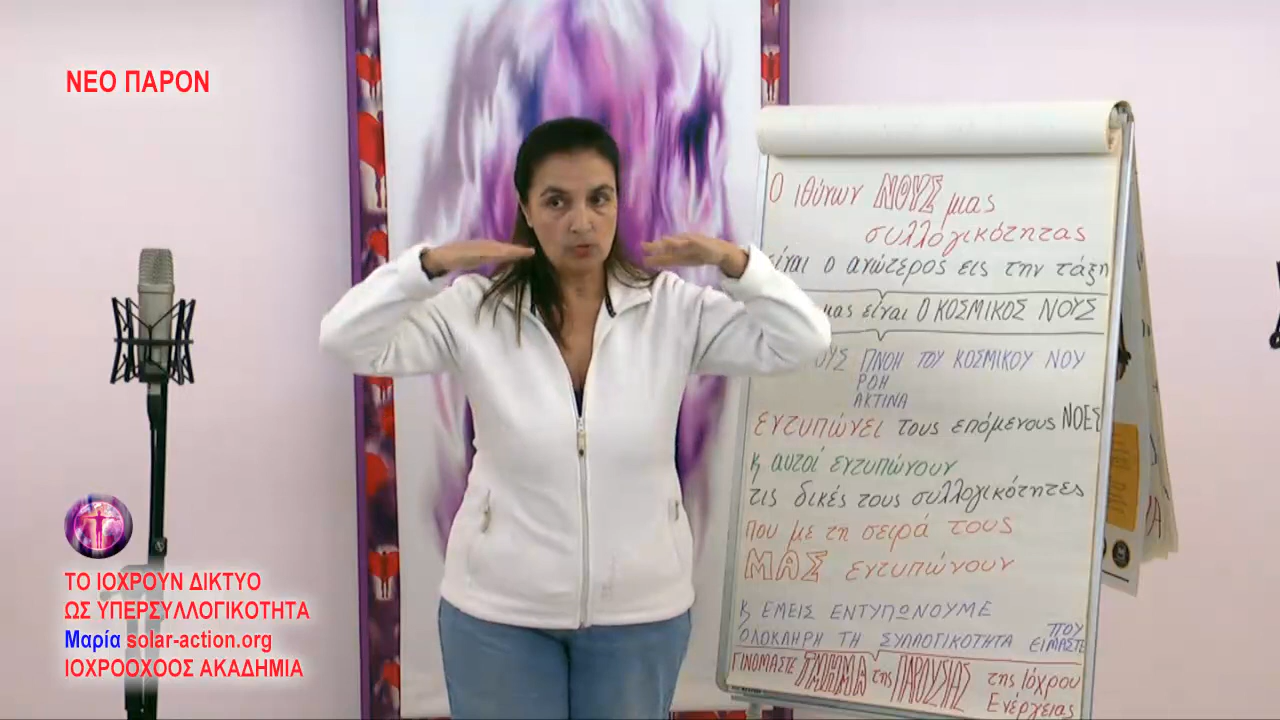 ΝΕΟ ΠΑΡΟΝ
Ο ιθύνων ΝΟΥΣ μιας
συλλογικότητας
είναι ο ανώτερος εις την τάξη
μας είναι Ο ΚΟΣΜΙΚΟΣ ΝΟΥΣ
ΠΝΟΗ ΤΟΥ ΚΟΣΜΙΚΟΥ ΝΟΥ
ΡΟΗ
ΑΚΤΙΝΑ
εντυπώνει τους επόμενους ΝΟΕΣ
κ αυτοί εντυπώνουν
τις δικές τους συλλογικότητες
που με τη σειρά τους
ΜΑΣ εντυπώνουν
κ ΕΜΕΙΣ ΕΝΤΥΠΩΝΟΥΜΕ
ΟΛΟΚΛΗΡΗ ΤΗ ΣΥΛΛΟΓΙΚΟΤΗΤΑ ΠΟΥ ΕΙΜΑΣΤΕ
ΓΙΝΟΜΑΣΤΕ ΤΜΗΜΑ της ΠΑΡΟΥΣΙΑΣ της Ιόχρου
Ενέργειας
ΤΟ ΙΟΧΡΟΥΝ ΔΙΚΤΥΟ
ΩΣ ΥΠΕΡΣΥΛΛΟΓΙΚΟΤΗΤΑ
Μαρία solar-action.org
ΙΟΧΡΟΟΧΟΟΣ ΑΚΑΔΗΜΙΑ